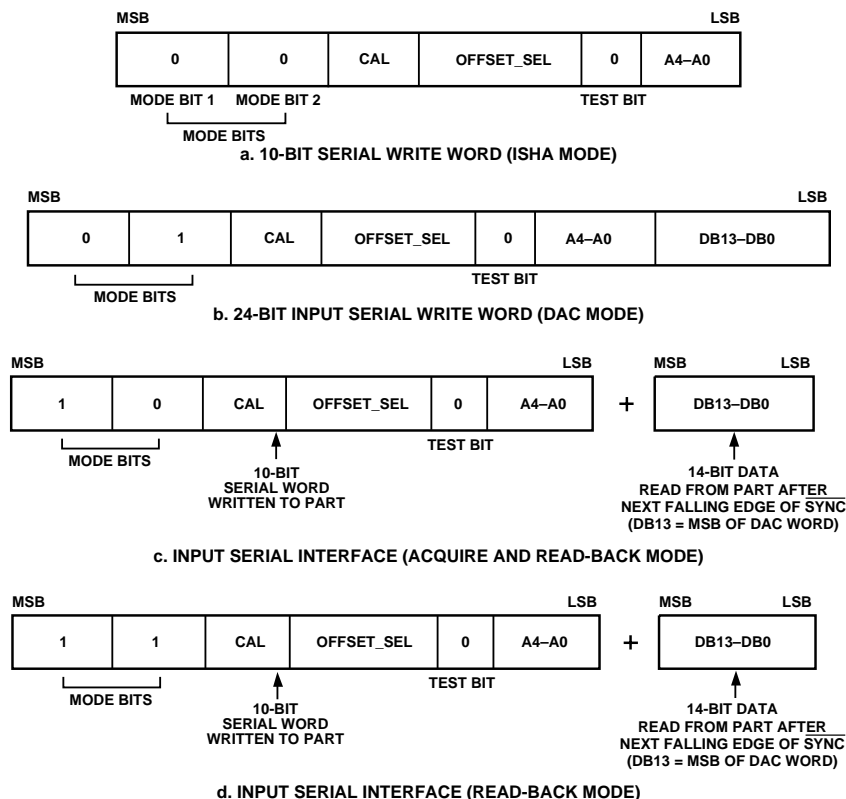 MSB LSB
0 0 CAL OFFSET_SEL 0 A4–A0
MODE BIT 1 MODE BIT 2 TEST BIT
MODE BITS
a. 10-BIT SERIAL WRITE WORD (ISHA MODE)
MSB LSB
0 1 CAL OFFSET_SEL 0 A4–A0 DB13–DB0
MODE BITS TEST BIT
b. 24-BIT INPUT SERIAL WRITE WORD (DAC MODE)
MSB LSB MSB LSB
1 0 CAL OFFSET_SEL 0 A4–A0 + DB13–DB0
MODE BITS TEST BIT
10-BIT
SERIAL WORD
WRITTEN TO PART
14-BIT DATA
READ FROM PART AFTER
NEXT FALLING EDGE OF SYNC
(DB13 = MSB OF DAC WORD)
c. INPUT SERIAL INTERFACE (ACQUIRE AND READ-BACK MODE)
MSB LSB MSB LSB
1 1 CAL OFFSET_SEL 0 A4–A0 + DB13–DB0
MODE BITS TEST BIT
10-BIT
SERIAL WORD
WRITTEN TO PART
14-BIT DATA
READ FROM PART AFTER
NEXT FALLING EDGE OF SYNC
(DB13 = MSB OF DAC WORD)
d. INPUT SERIAL INTERFACE (READ-BACK MODE)